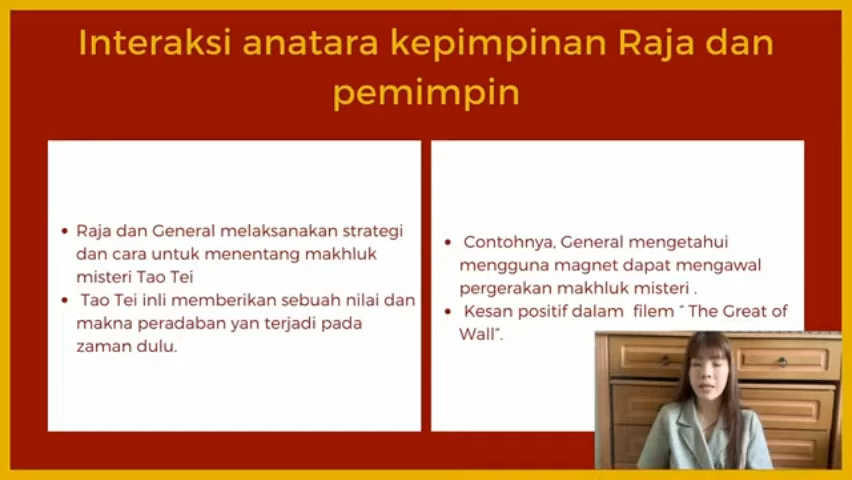 Interaksi anatara kepimpinan Raja dan
pemimpin
• Raja dan General melaksanakan strategi
dan cara untuk menentang makhluk
misteri Tao Tei
• Tao Tei inli memberikan sebuah nilai dan
makna peradaban yan terjadi pada
zaman dulu.
• Contohnya, General mengetahui
mengguna magnet dapat mengawal
pergerakan makhluk misteri .
• Kesan positif dalam filem “ The Great of
Wall”.